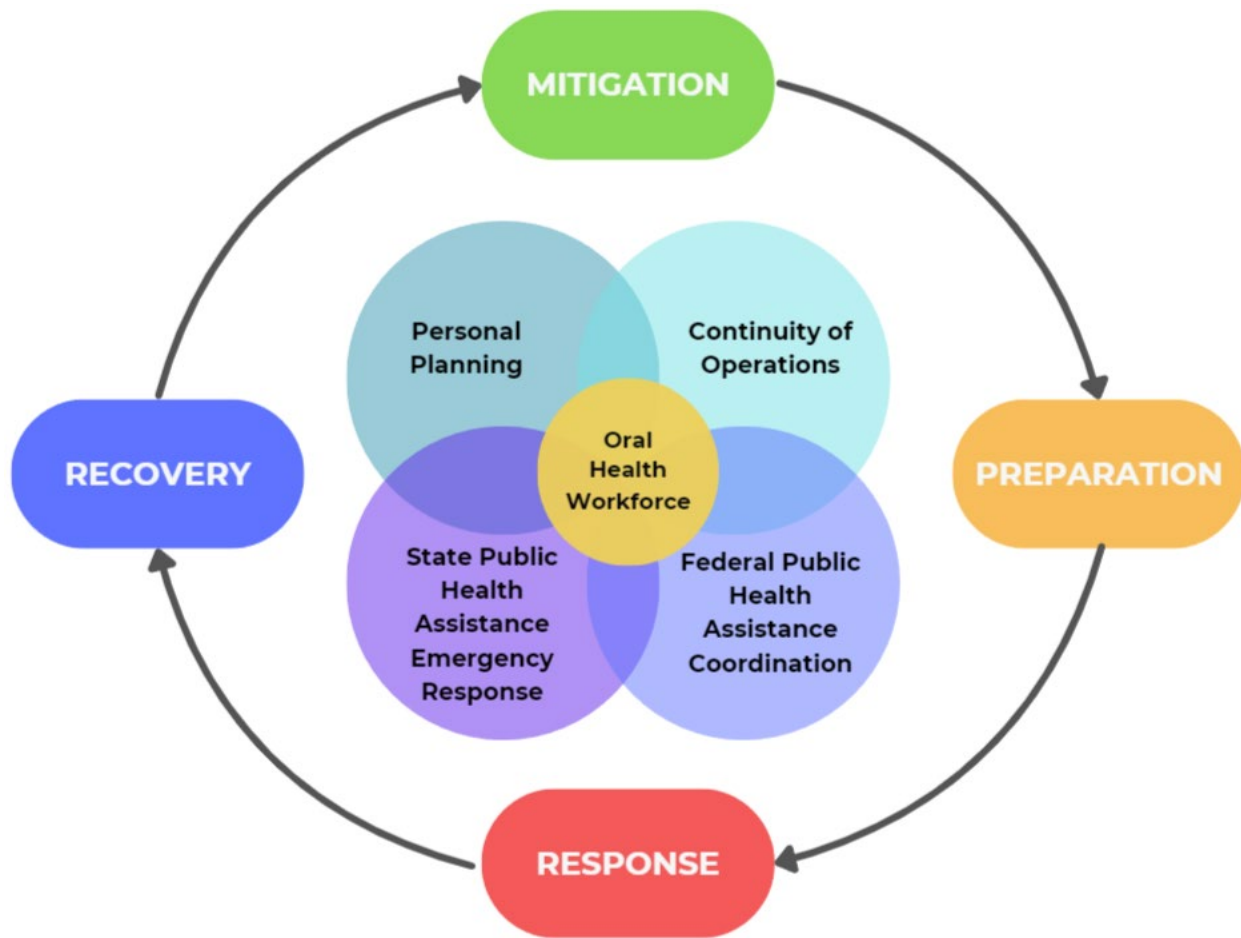 MITIGATION
Personal
Planning
Continuity of
Operations
RECOVERY
Oral
Health
Workforce
PREPARATION
State Public
Health
Assistance
Emergency
Response
Federal Public
Health
Assistance
Coordination
RESPONSE